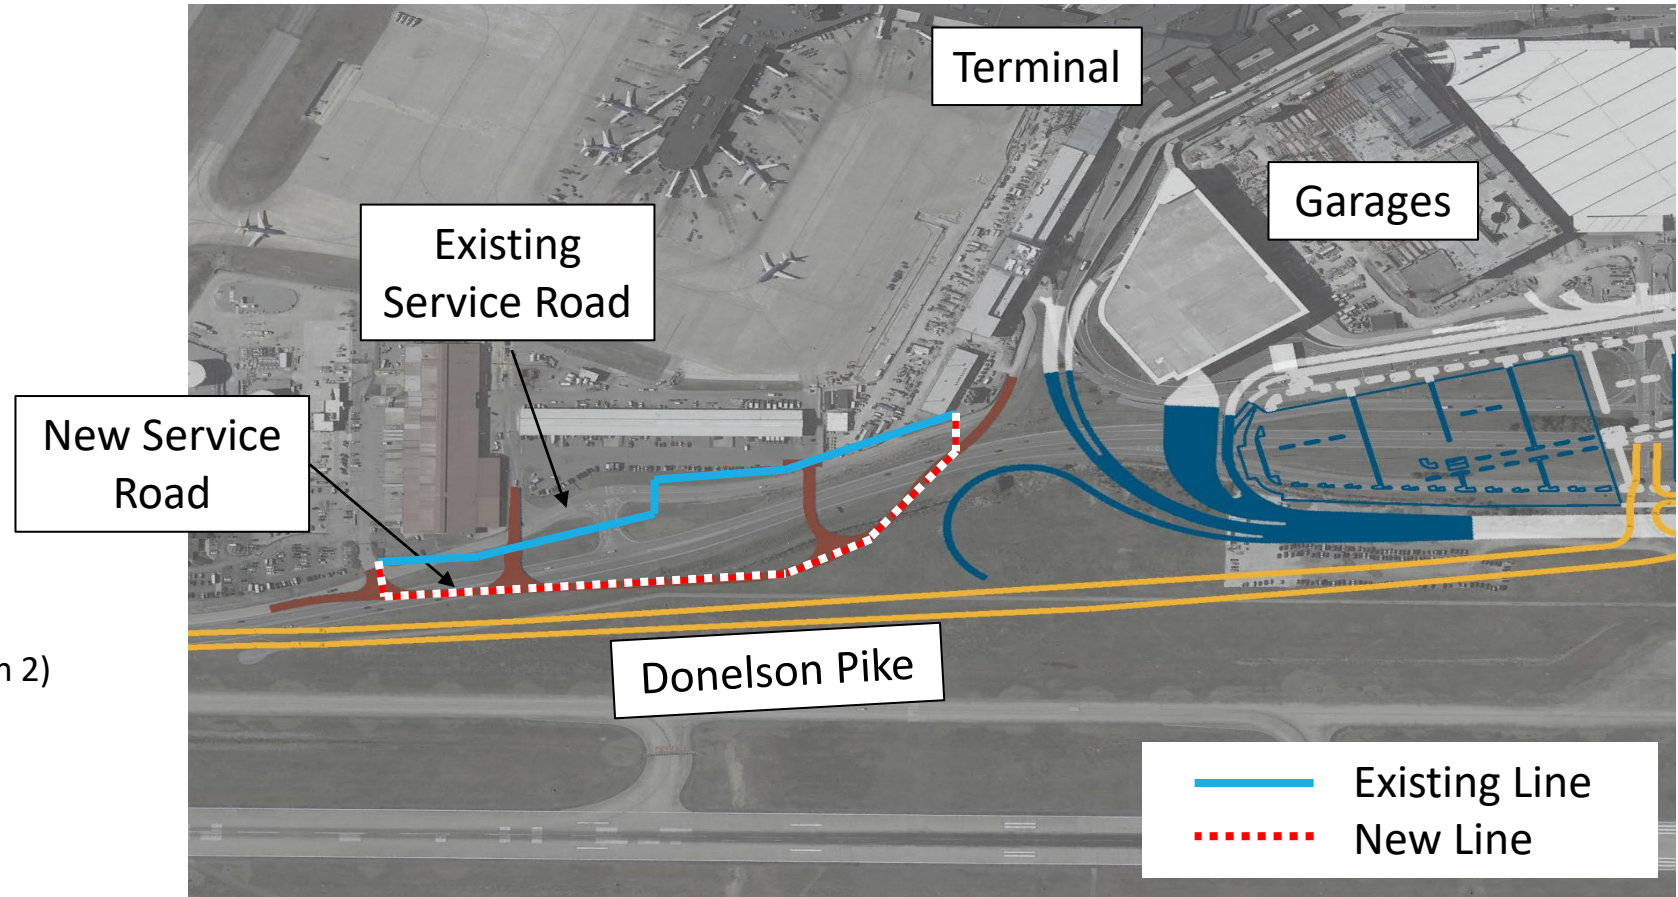 Terminal
Garages
Existing
Service Road
New Service
Road
n 2)
Donelson Pike
Existing Line
New Line